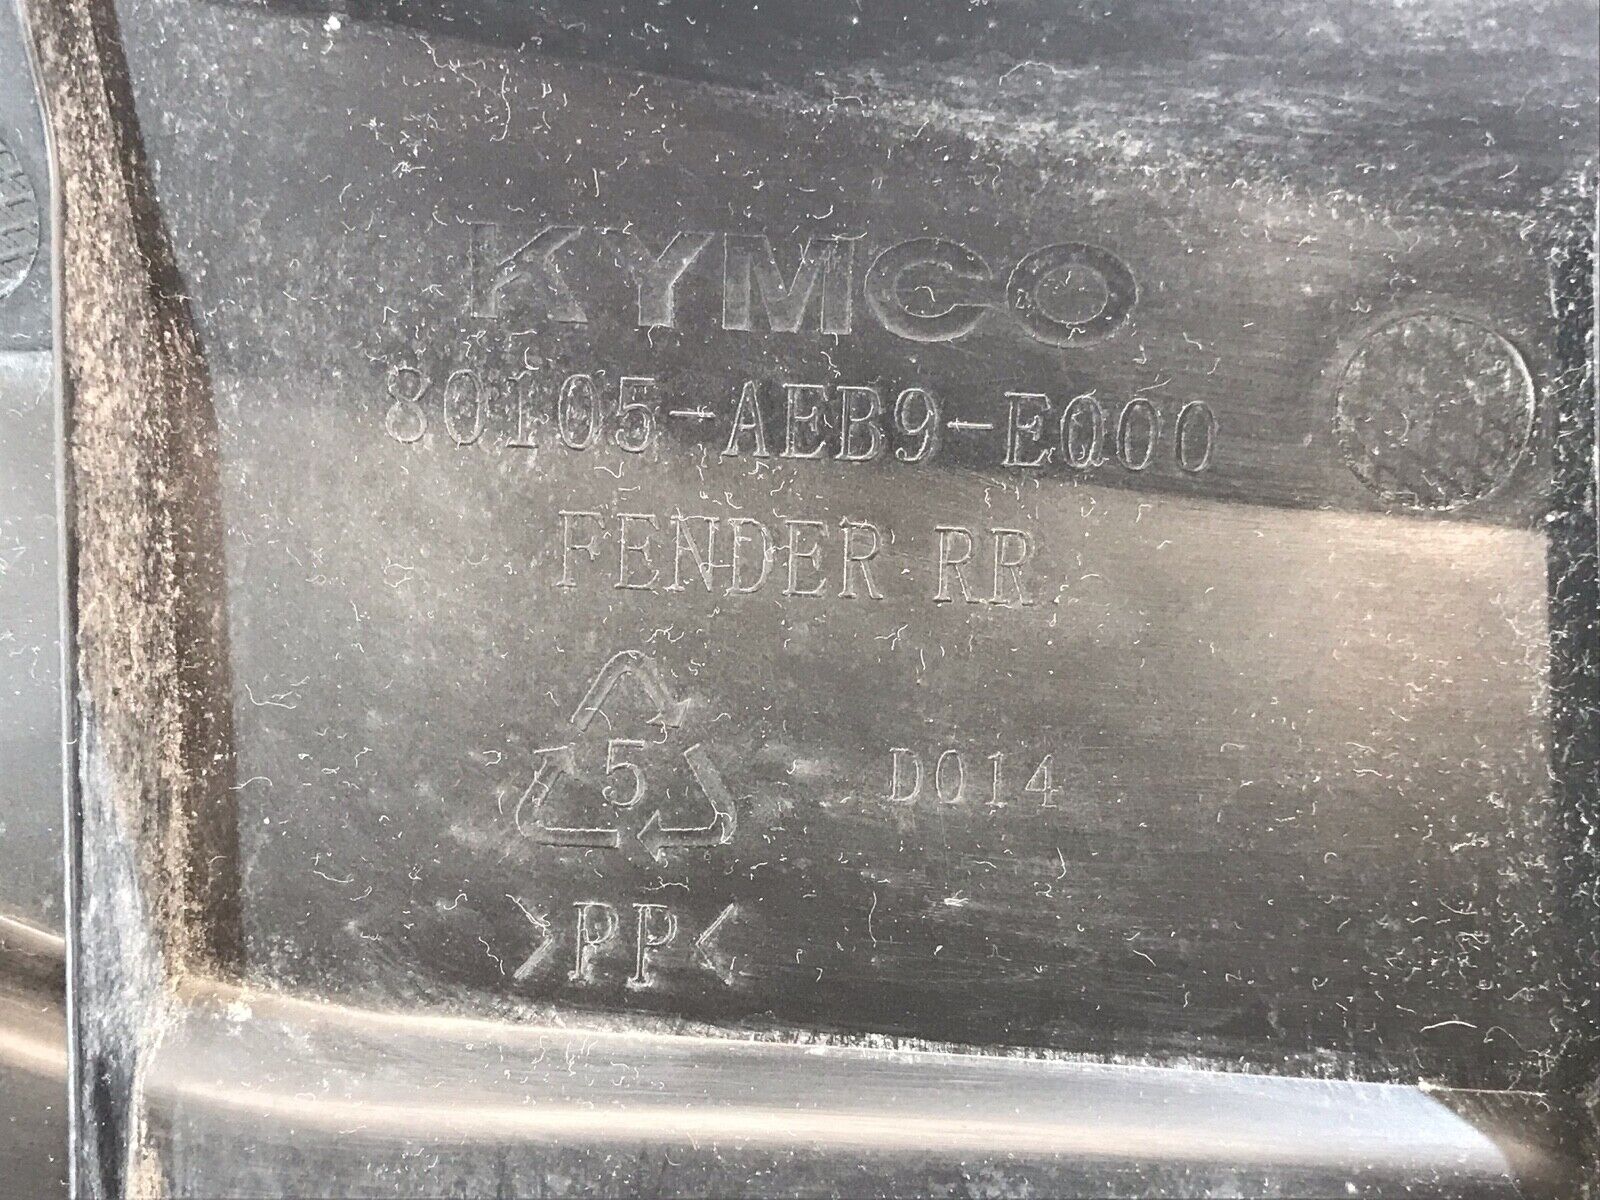 KYMCO
80105-AEB9-E000
FENDER RR
5
D014
>PP<